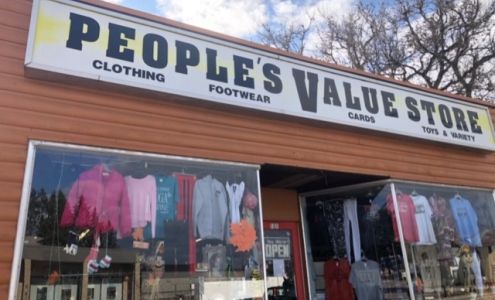 PEOPLE'S VALUE STORE
CLOTHING FOOTWEAR CARDS TOYS & VARIETY
OPEN